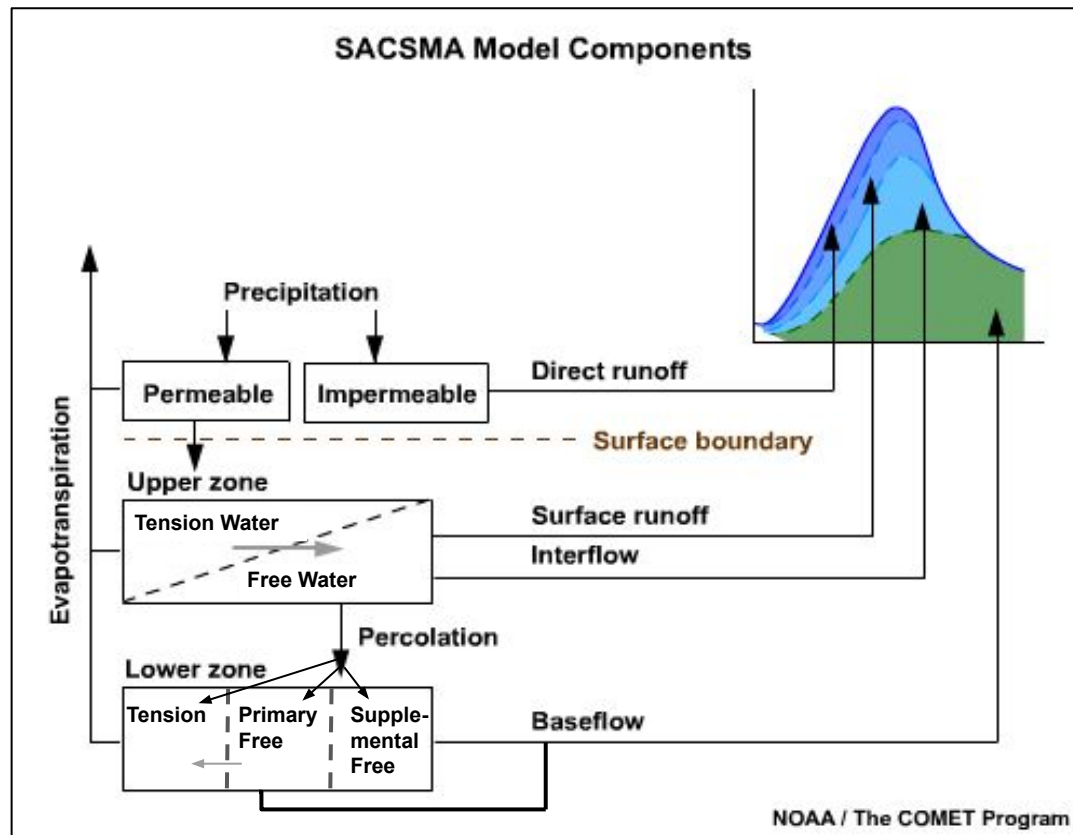 SACSMA Model Components
Precipitation
Permeable
Impermeable
Direct runoff
Surface boundary
Evapotranspiration
Upper zone
Tension Water
Free Water
Surface runoff
Interflow
Percolation
Lower zone
Tension
Primary
Free
Supple-
mental
Free
Baseflow
NOAA / The COMET Program